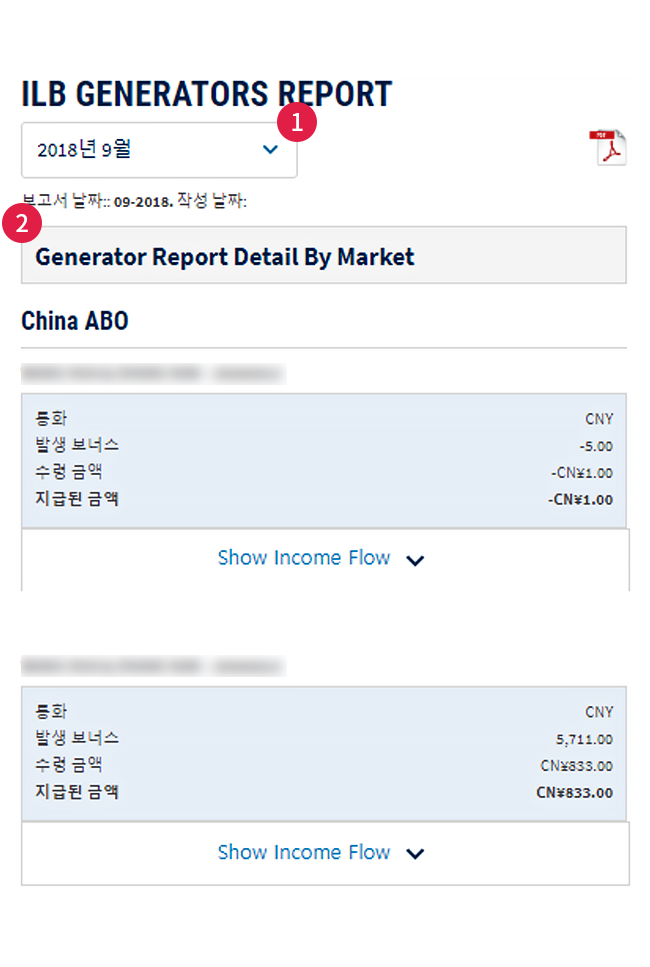 ILB GENERATORS REPORT
1
2018년 9월
PDF
보고서 날짜:: 09-2018. 작성 날짜:
2
Generator Report Detail By Market
China ABO
통화 CNY
발생 보너스 -5.00
수령 금액 -CN¥1.00
지급된 금액 -CN¥1.00
Show Income Flow
통화 CNY
발생 보너스 5,711.00
수령 금액 CN¥833.00
지급된 금액 CN¥833.00
Show Income Flow